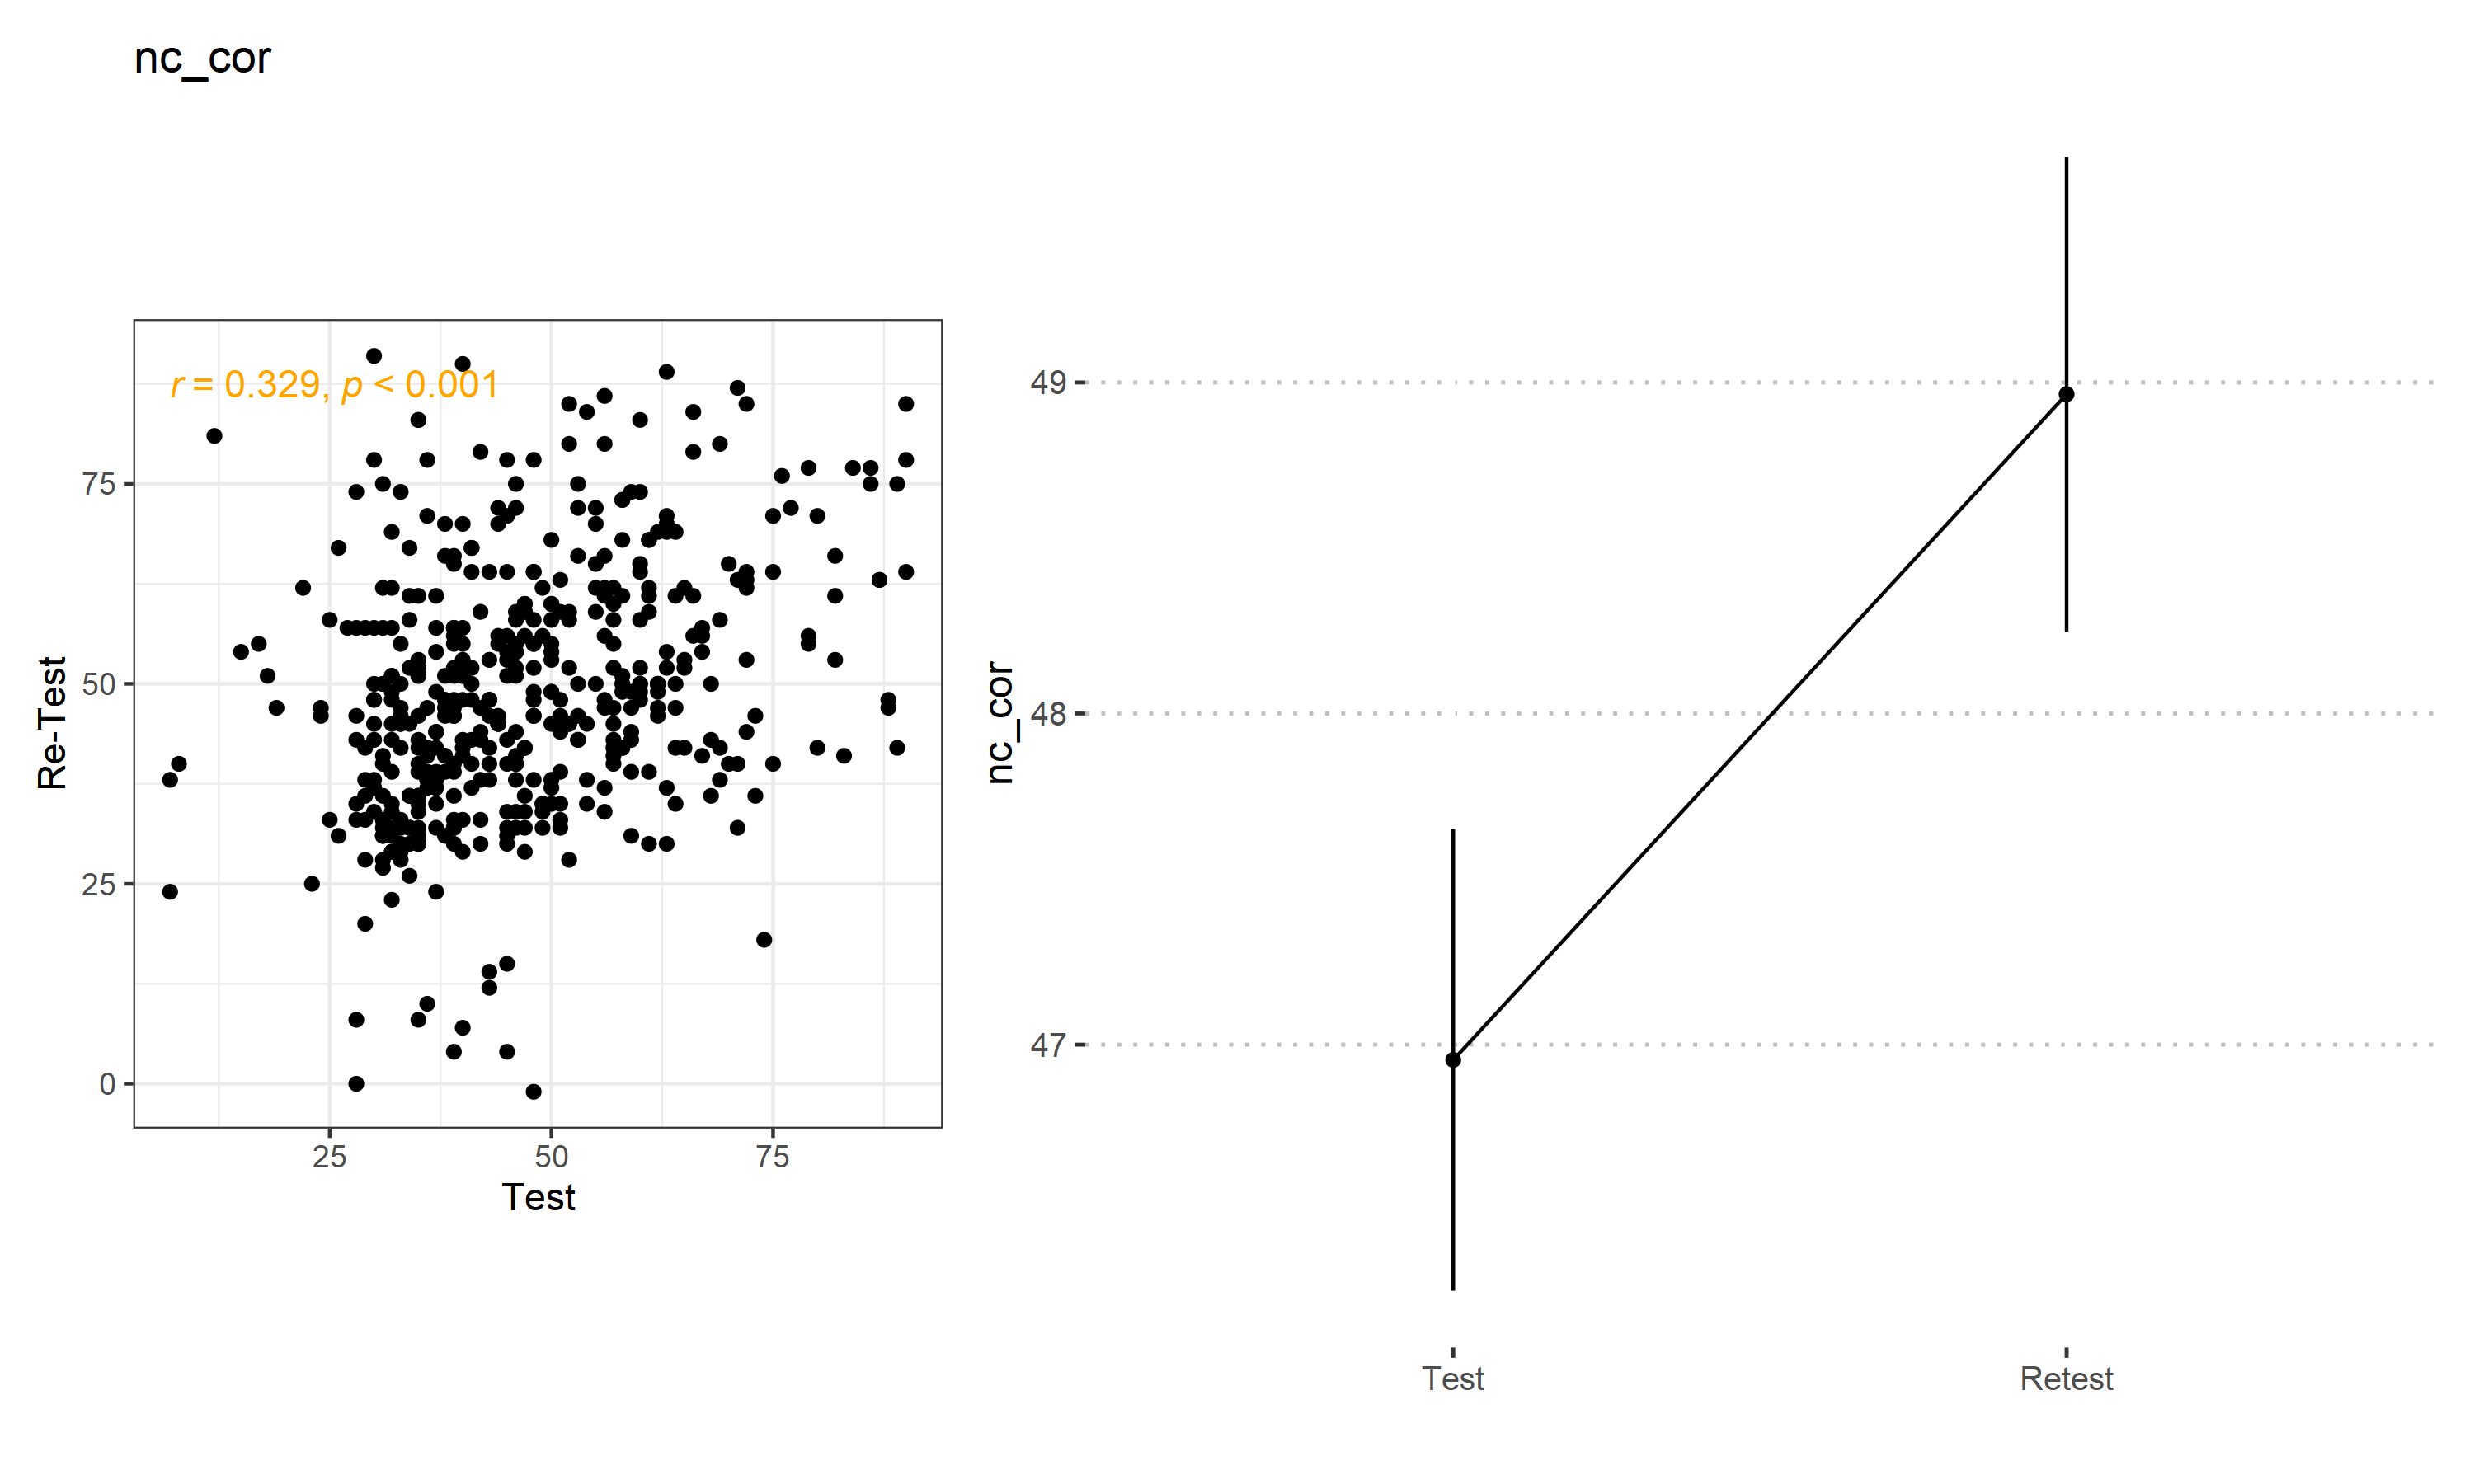 nc_cor
r = 0.329, p < 0.001
Re-Test
75
50
25
0
25 50 75
Test
nc_cor
49
48
47
Test Retest